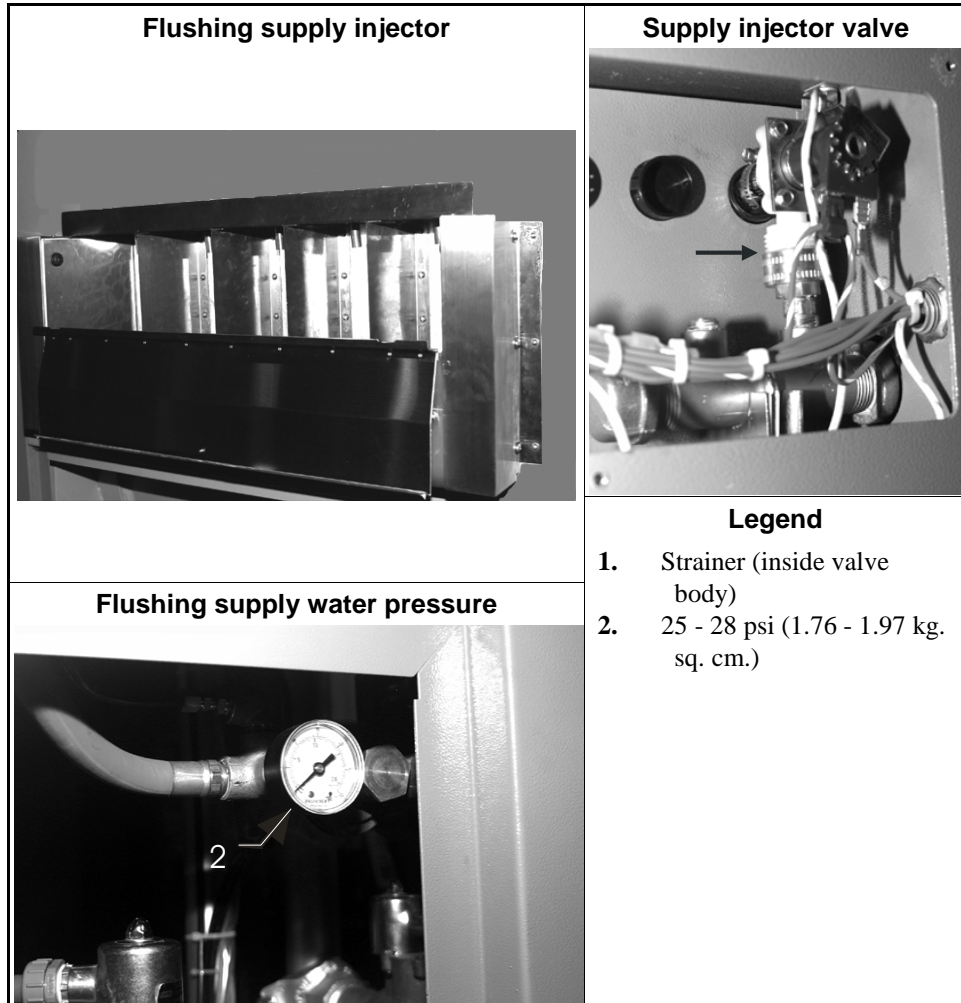 Flushing supply injector
Supply injector valve
Legend
1. Strainer (inside valve
body)
2. 25 - 28 psi (1.76 - 1.97 kg.
sq. cm.)
Flushing supply water pressure
2